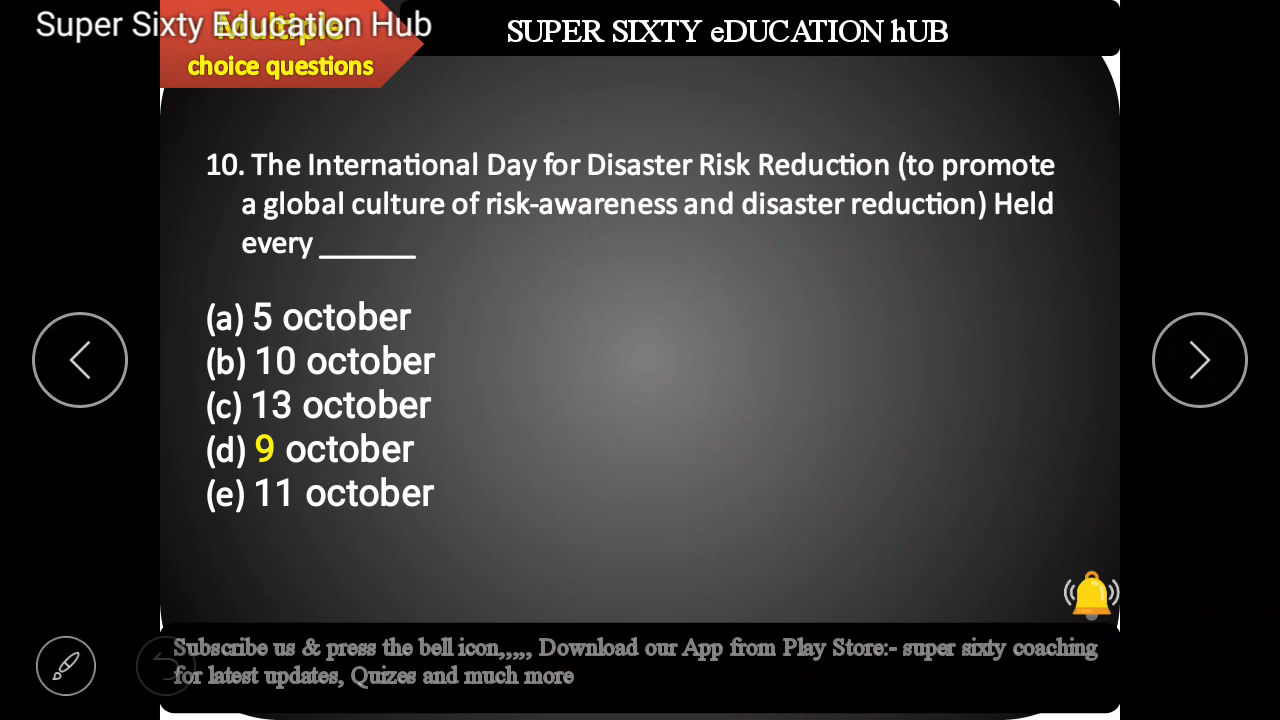 Super Sixty Education Hub
Multiple
choice questions
SUPER SIXTY eDUCATION hUB
10. The International Day for Disaster Risk Reduction (to promote
a global culture of risk-awareness and disaster reduction) Held
every ______
(a) 5 october
(b) 10 october
(c) 13 october
(d) 9 october
(e) 11 october
Subscribe us & press the bell icon,,,,, Download our App from Play Store:- super sixty coaching
for latest updates, Quizes and much more